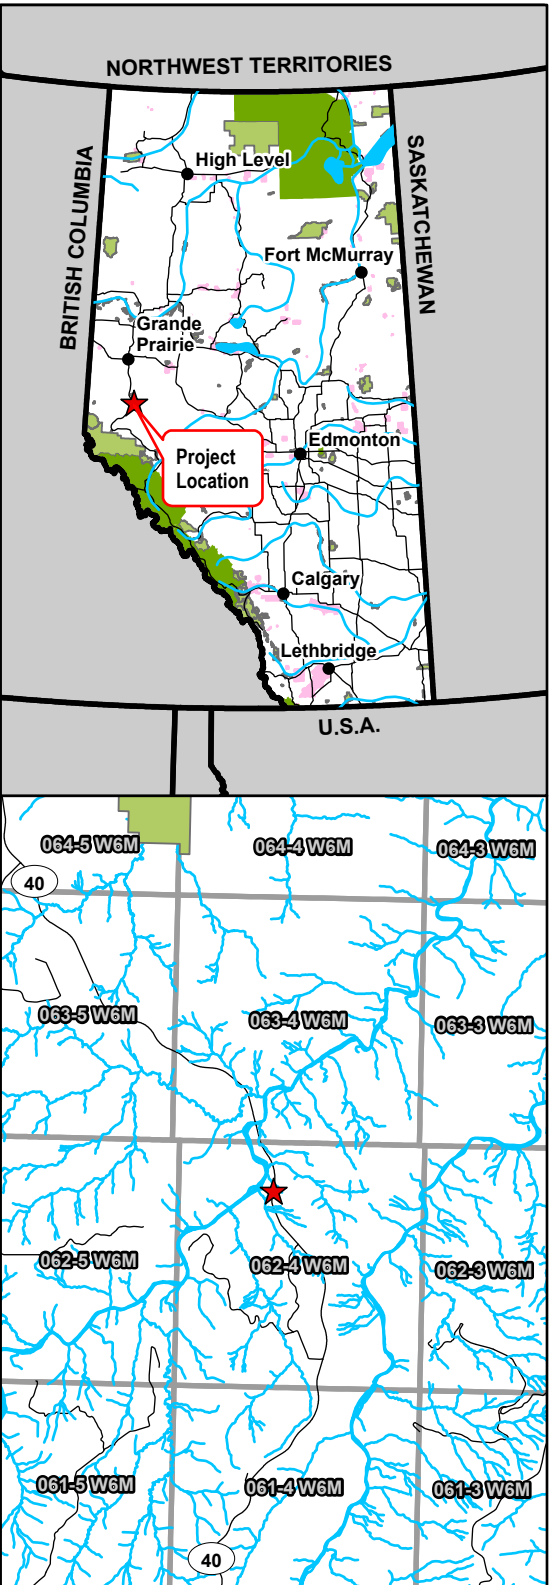 NORTHWEST TERRITORIES
BRITISH COLUMBIA
SASKATCHEWAN
High Level
Fort McMurray
Grande
Prairie
Edmonton
Project
Location
Calgary
Lethbridge
U.S.A.
064-5 W6M
064-4 W6M
064-3 W6M
40
063-5 W6M
063-4 W6M
063-3 W6M
062-5 W6M
062-4 W6M
062-3 W6M
061-5 W6M
061-4 W6M
061-3 W6M
40